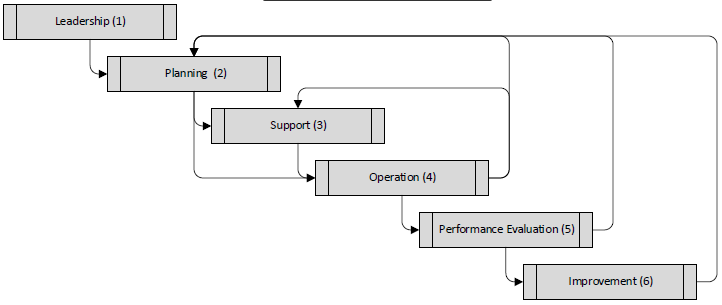 Leadership (1)
Planning (2)
Support (3)
Operation (4)
Performance Evaluation (5)
Improvement (6)